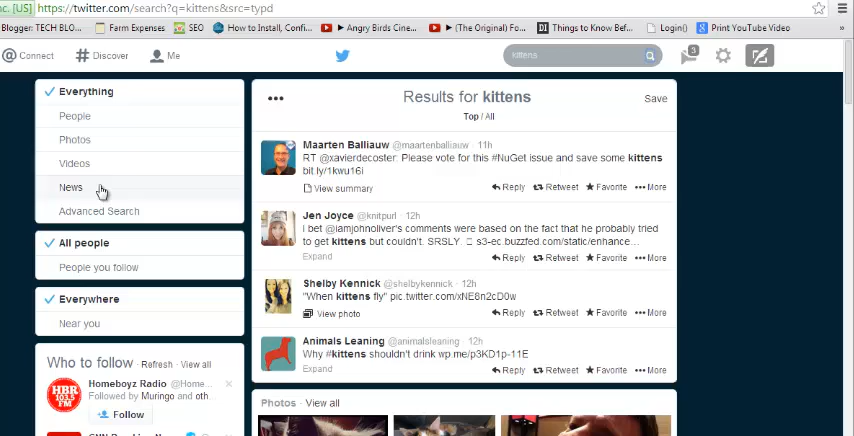 nc. [US] https://twitter.com/search?q=kittens&src=typd
Blogger: TECH BLO... Farm Expenses SEO How to Install, Confi... Angry Birds Cine... (The Original) Fo... DI Things to Know Bef... Login() Print YouTube Video »
@ Connect # Discover Me kittens 3
Everything
People
Photos
Videos
News
Advanced Search
All people
People you follow
Everywhere
Near you
Who to follow · Refresh · View all
Homeboyz Radio @Home... ×
Followed by Muringo and oth...
Follow
HBR 103.5 FM
••• Results for kittens Save
Top / All
Maarten Balliauw @maartenballiauw · 11h
RT @xavierdecoster: Please vote for this #NuGet issue and save some kittens
bit.ly/1kwu16i
View summary Reply Retweet Favorite ••• More
Jen Joyce @knitpurl · 12h
i bet @iamjohnoliver's comments were based on the fact that he probably tried
to get kittens but couldn't. SRSLY. s3-ec.buzzfed.com/static/enhance...
Expand Reply Retweet Favorite ••• More
Shelby Kennick @shelbykennick · 12h
"When kittens fly" pic.twitter.com/xNE8n2cD0w
View photo Reply Retweet Favorite ••• More
Animals Leaning @animalsleaning · 12h
Why #kittens shouldn't drink wp.me/p3KD1p-11E
Expand Reply Retweet Favorite ••• More
Photos · View all